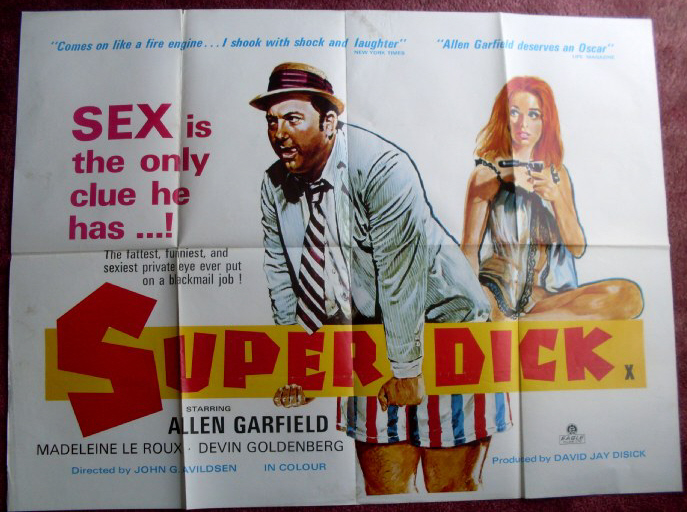 "Comes on like a fire engine...I shook with shock and laughter"
NEW YORK TIMES
"Allen Garfield deserves an Oscar"
LIFE MAGAZINE
SEX is
the only
clue he
has ...!
The fattest, funniest, and
sexiest private eye ever put
on a blackmail job !
SUPER DICK
X
STARRING
ALLEN GARFIELD
MADELEINE LE ROUX · DEVIN GOLDENBERG
Directed by JOHN G. AVILDSEN IN COLOUR
EAGLE
Produced by DAVID JAY DISICK